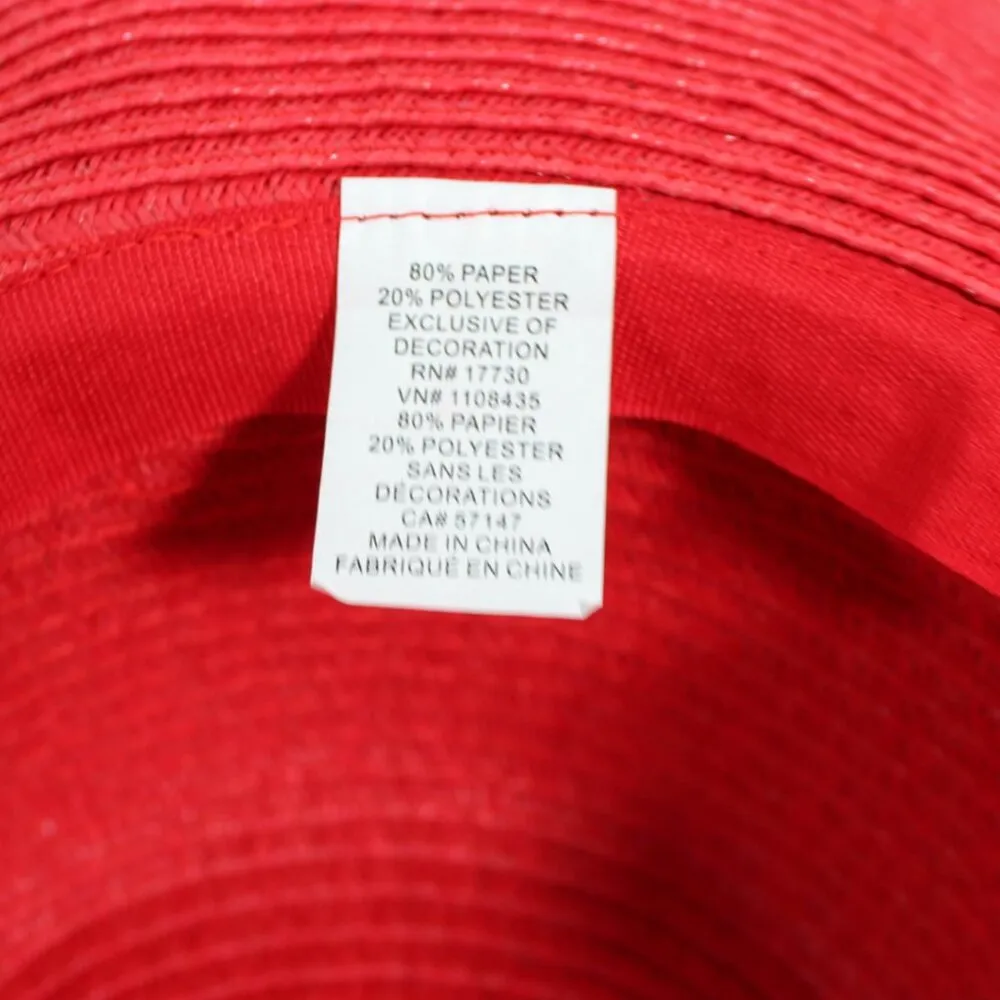 80% PAPER
20% POLYESTER
EXCLUSIVE OF
DECORATION
RN# 17730
VN# 1108435
80% PAPIER
20% POLYESTER
SANS LES
DÉCORATIONS
CA# 57147
MADE IN CHINA
FABRIQUÉ EN CHINE